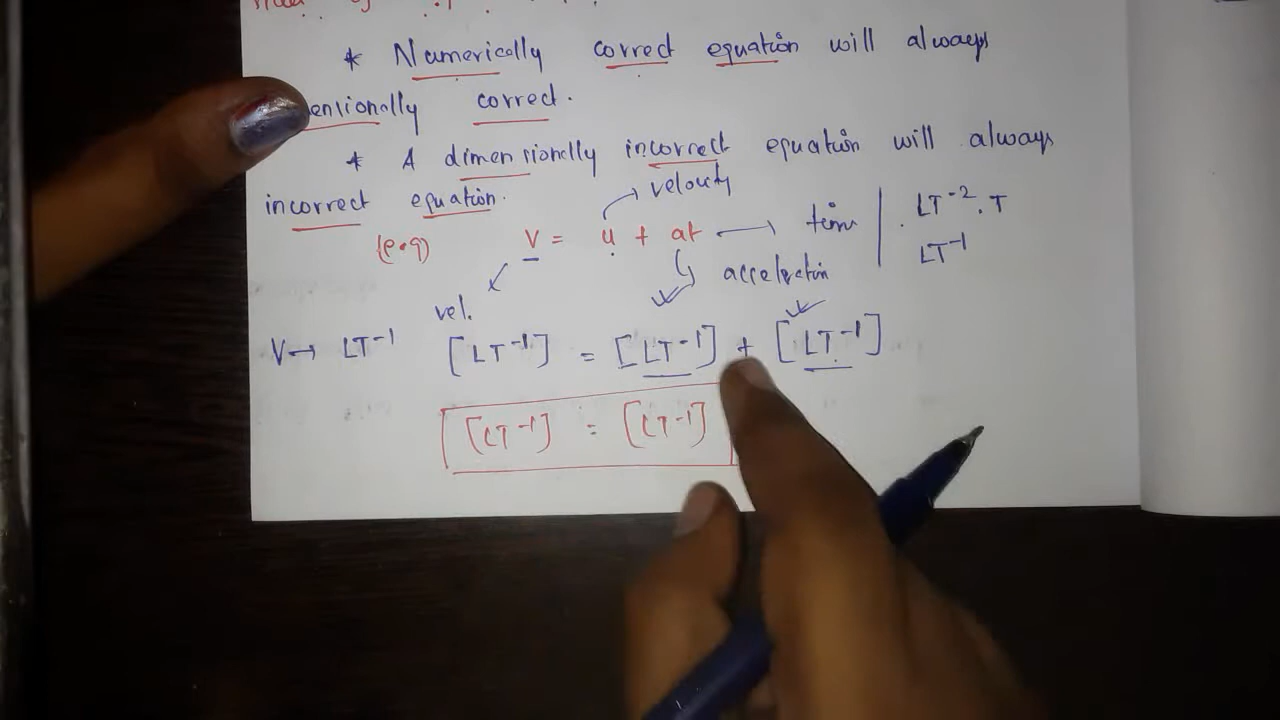 * Numerically correct equation will always
ensionally correct.
* A dimensionally incorrect equation will always
incorrect equation.
velocity
(e.g) V = u + at → time | LT⁻² . T
LT⁻¹
acceleration
vel.
V → LT⁻¹ [LT⁻¹] = [LT⁻¹] + [LT⁻¹]
[LT⁻¹] = [LT⁻¹]